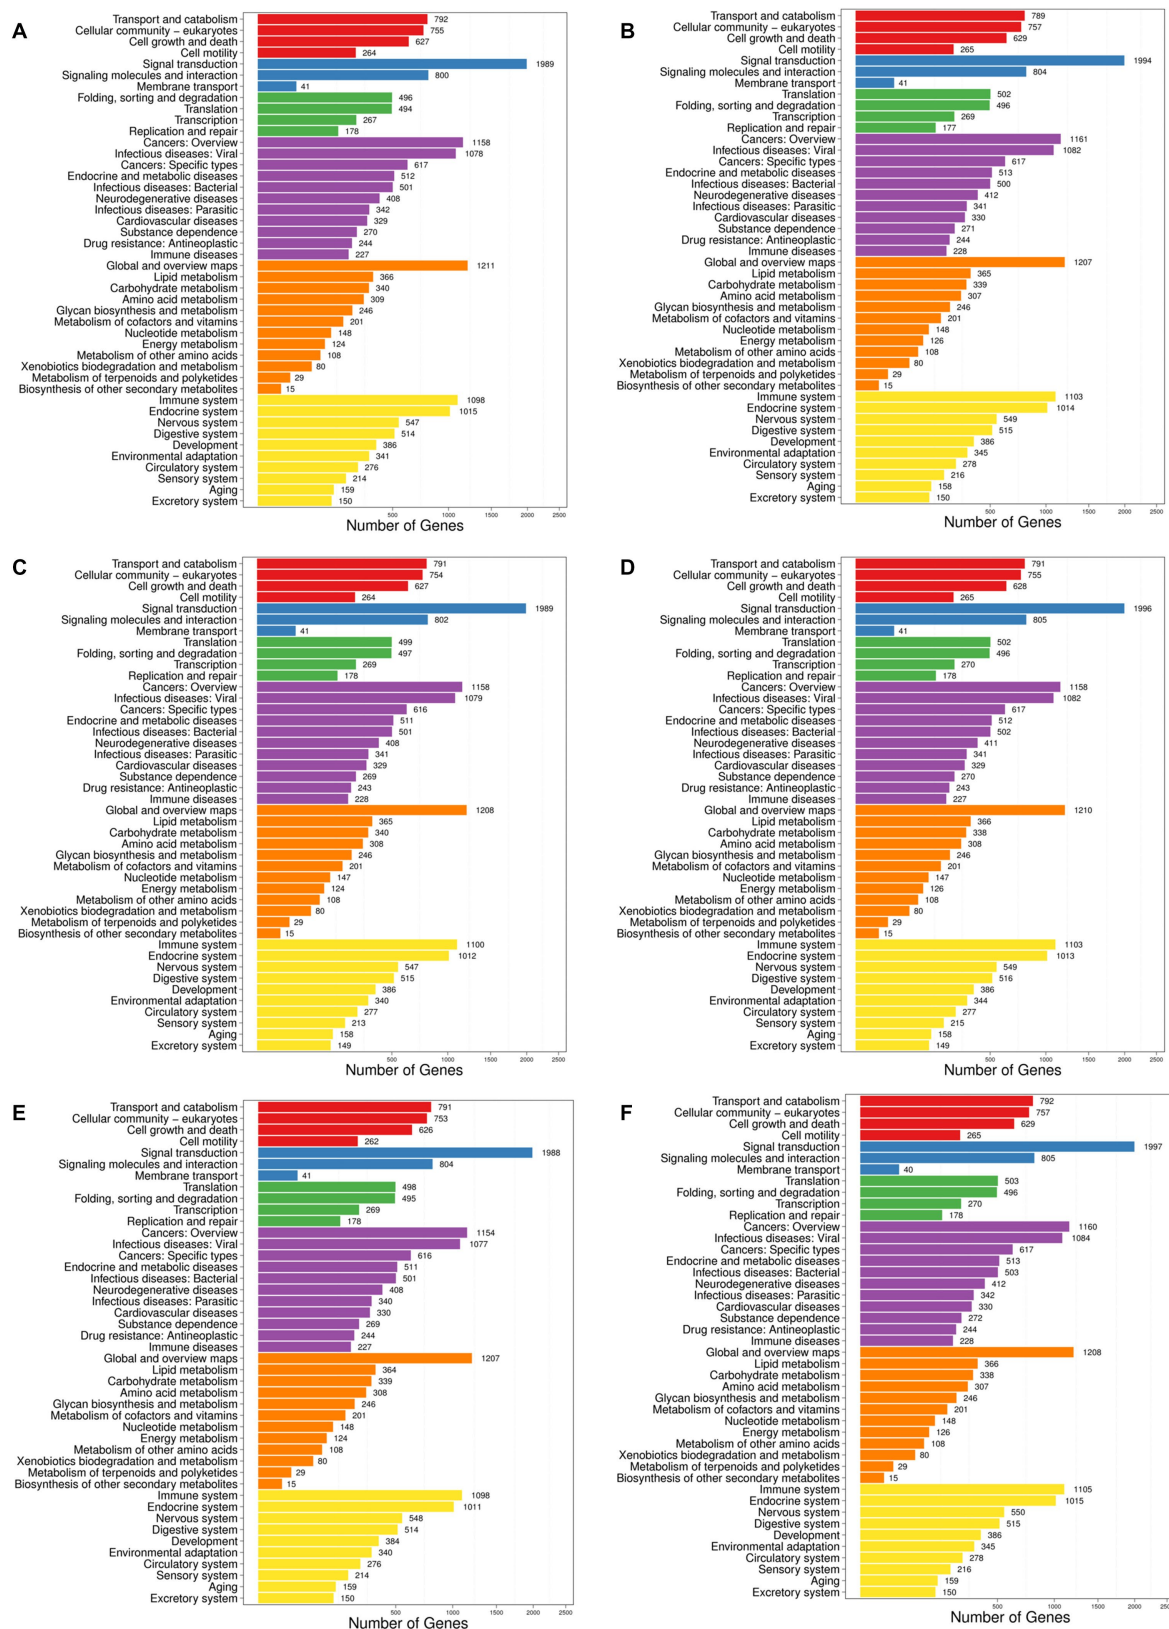 A
Transport and catabolism 792
Cellular community − eukaryotes 755
Cell growth and death 627
Cell motility 264
Signal transduction 1989
Signaling molecules and interaction 800
Membrane transport 41
Folding, sorting and degradation 496
Translation 494
Transcription 267
Replication and repair 178
Cancers: Overview 1158
Infectious diseases: Viral 1078
Cancers: Specific types 617
Endocrine and metabolic diseases 512
Infectious diseases: Bacterial 501
Neurodegenerative diseases 408
Infectious diseases: Parasitic 342
Cardiovascular diseases 329
Substance dependence 270
Drug resistance: Antineoplastic 244
Immune diseases 227
Global and overview maps 1211
Lipid metabolism 366
Carbohydrate metabolism 340
Amino acid metabolism 309
Glycan biosynthesis and metabolism 246
Metabolism of cofactors and vitamins 201
Nucleotide metabolism 148
Energy metabolism 124
Metabolism of other amino acids 108
Xenobiotics biodegradation and metabolism 80
Metabolism of terpenoids and polyketides 29
Biosynthesis of other secondary metabolites 15
Immune system 1098
Endocrine system 1015
Nervous system 547
Digestive system 514
Development 386
Environmental adaptation 341
Circulatory system 276
Sensory system 214
Aging 159
Excretory system 150
500 1000 1500 2000 2500
Number of Genes
B
Transport and catabolism 789
Cellular community − eukaryotes 757
Cell growth and death 629
Cell motility 265
Signal transduction 1994
Signaling molecules and interaction 804
Membrane transport 41
Translation 502
Folding, sorting and degradation 496
Transcription 269
Replication and repair 177
Cancers: Overview 1161
Infectious diseases: Viral 1082
Cancers: Specific types 617
Endocrine and metabolic diseases 513
Infectious diseases: Bacterial 500
Neurodegenerative diseases 412
Infectious diseases: Parasitic 341
Cardiovascular diseases 330
Substance dependence 271
Drug resistance: Antineoplastic 244
Immune diseases 228
Global and overview maps 1207
Lipid metabolism 365
Carbohydrate metabolism 339
Amino acid metabolism 307
Glycan biosynthesis and metabolism 246
Metabolism of cofactors and vitamins 201
Nucleotide metabolism 148
Energy metabolism 126
Metabolism of other amino acids 108
Xenobiotics biodegradation and metabolism 80
Metabolism of terpenoids and polyketides 29
Biosynthesis of other secondary metabolites 15
Immune system 1103
Endocrine system 1014
Nervous system 549
Digestive system 515
Development 386
Environmental adaptation 345
Circulatory system 278
Sensory system 216
Aging 158
Excretory system 150
500 1000 1500 2000 2500
Number of Genes
C
Transport and catabolism 791
Cellular community − eukaryotes 754
Cell growth and death 627
Cell motility 264
Signal transduction 1989
Signaling molecules and interaction 802
Membrane transport 41
Translation 499
Folding, sorting and degradation 497
Transcription 269
Replication and repair 178
Cancers: Overview 1158
Infectious diseases: Viral 1079
Cancers: Specific types 616
Endocrine and metabolic diseases 511
Infectious diseases: Bacterial 501
Neurodegenerative diseases 408
Infectious diseases: Parasitic 341
Cardiovascular diseases 329
Substance dependence 269
Drug resistance: Antineoplastic 243
Immune diseases 228
Global and overview maps 1208
Lipid metabolism 365
Carbohydrate metabolism 340
Amino acid metabolism 308
Glycan biosynthesis and metabolism 246
Metabolism of cofactors and vitamins 201
Nucleotide metabolism 147
Energy metabolism 124
Metabolism of other amino acids 108
Xenobiotics biodegradation and metabolism 80
Metabolism of terpenoids and polyketides 29
Biosynthesis of other secondary metabolites 15
Immune system 1100
Endocrine system 1012
Nervous system 547
Digestive system 515
Development 386
Environmental adaptation 340
Circulatory system 277
Sensory system 213
Aging 158
Excretory system 149
500 1000 1500 2000 2500
Number of Genes
D
Transport and catabolism 791
Cellular community − eukaryotes 755
Cell growth and death 628
Cell motility 265
Signal transduction 1996
Signaling molecules and interaction 805
Membrane transport 41
Translation 502
Folding, sorting and degradation 496
Transcription 270
Replication and repair 178
Cancers: Overview 1158
Infectious diseases: Viral 1082
Cancers: Specific types 617
Endocrine and metabolic diseases 512
Infectious diseases: Bacterial 502
Neurodegenerative diseases 411
Infectious diseases: Parasitic 341
Cardiovascular diseases 329
Substance dependence 270
Drug resistance: Antineoplastic 243
Immune diseases 227
Global and overview maps 1210
Lipid metabolism 366
Carbohydrate metabolism 338
Amino acid metabolism 308
Glycan biosynthesis and metabolism 246
Metabolism of cofactors and vitamins 201
Nucleotide metabolism 147
Energy metabolism 126
Metabolism of other amino acids 108
Xenobiotics biodegradation and metabolism 80
Metabolism of terpenoids and polyketides 29
Biosynthesis of other secondary metabolites 15
Immune system 1103
Endocrine system 1013
Nervous system 549
Digestive system 516
Development 386
Environmental adaptation 344
Circulatory system 277
Sensory system 215
Aging 158
Excretory system 149
500 1000 1500 2000 2500
Number of Genes
E
Transport and catabolism 791
Cellular community − eukaryotes 753
Cell growth and death 626
Cell motility 262
Signal transduction 1988
Signaling molecules and interaction 804
Membrane transport 41
Translation 498
Folding, sorting and degradation 495
Transcription 269
Replication and repair 178
Cancers: Overview 1154
Infectious diseases: Viral 1077
Cancers: Specific types 616
Endocrine and metabolic diseases 511
Infectious diseases: Bacterial 501
Neurodegenerative diseases 408
Infectious diseases: Parasitic 340
Cardiovascular diseases 330
Substance dependence 269
Drug resistance: Antineoplastic 244
Immune diseases 227
Global and overview maps 1207
Lipid metabolism 364
Carbohydrate metabolism 339
Amino acid metabolism 308
Glycan biosynthesis and metabolism 246
Metabolism of cofactors and vitamins 201
Nucleotide metabolism 148
Energy metabolism 124
Metabolism of other amino acids 108
Xenobiotics biodegradation and metabolism 80
Metabolism of terpenoids and polyketides 29
Biosynthesis of other secondary metabolites 15
Immune system 1098
Endocrine system 1011
Nervous system 548
Digestive system 514
Development 384
Environmental adaptation 340
Circulatory system 276
Sensory system 214
Aging 159
Excretory system 150
500 1000 1500 2000 2500
Number of Genes
F
Transport and catabolism 792
Cellular community − eukaryotes 757
Cell growth and death 629
Cell motility 265
Signal transduction 1997
Signaling molecules and interaction 805
Membrane transport 40
Translation 503
Folding, sorting and degradation 496
Transcription 270
Replication and repair 178
Cancers: Overview 1160
Infectious diseases: Viral 1084
Cancers: Specific types 617
Endocrine and metabolic diseases 513
Infectious diseases: Bacterial 503
Neurodegenerative diseases 412
Infectious diseases: Parasitic 342
Cardiovascular diseases 330
Substance dependence 272
Drug resistance: Antineoplastic 244
Immune diseases 228
Global and overview maps 1208
Lipid metabolism 366
Carbohydrate metabolism 338
Amino acid metabolism 307
Glycan biosynthesis and metabolism 246
Metabolism of cofactors and vitamins 201
Nucleotide metabolism 148
Energy metabolism 126
Metabolism of other amino acids 108
Xenobiotics biodegradation and metabolism 80
Metabolism of terpenoids and polyketides 29
Biosynthesis of other secondary metabolites 15
Immune system 1105
Endocrine system 1015
Nervous system 550
Digestive system 515
Development 386
Environmental adaptation 345
Circulatory system 278
Sensory system 216
Aging 159
Excretory system 150
500 1000 1500 2000 2500
Number of Genes